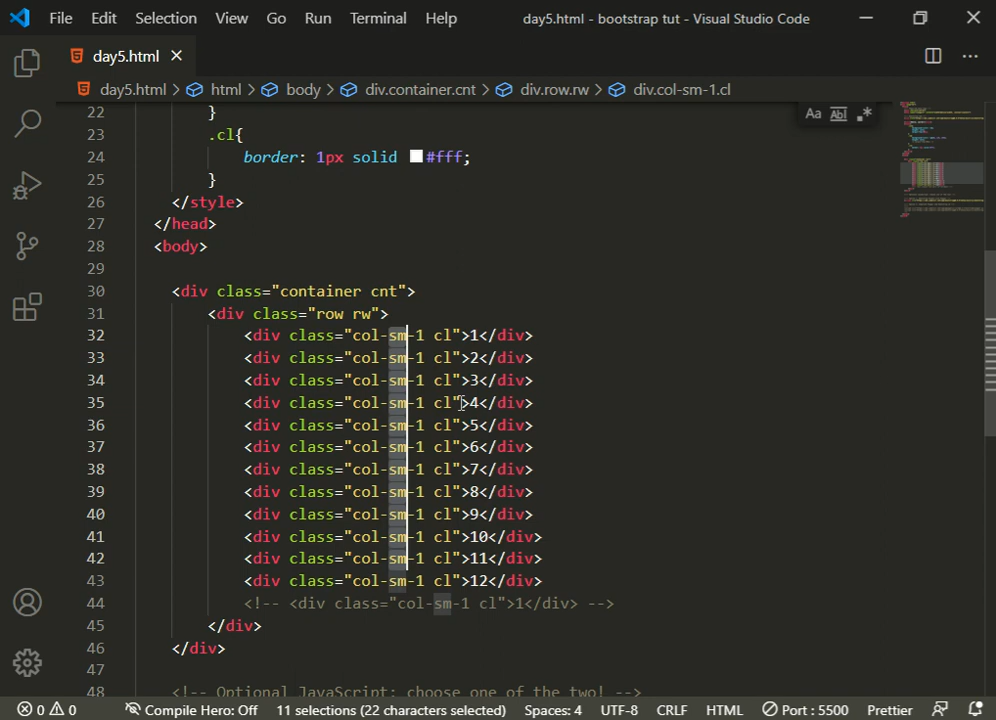 File Edit Selection View Go Run Terminal Help day5.html - bootstrap tut - Visual Studio Code
day5.html
day5.html > html > body > div.container.cnt > div.row.rw > div.col-sm-1.cl
Aa Abl .*
22 }
23 .cl{
24 border: 1px solid #fff;
25 }
26 </style>
27 </head>
28 <body>
29
30 <div class="container cnt">
31 <div class="row rw">
32 <div class="col-sm-1 cl">1</div>
33 <div class="col-sm-1 cl">2</div>
34 <div class="col-sm-1 cl">3</div>
35 <div class="col-sm-1 cl">4</div>
36 <div class="col-sm-1 cl">5</div>
37 <div class="col-sm-1 cl">6</div>
38 <div class="col-sm-1 cl">7</div>
39 <div class="col-sm-1 cl">8</div>
40 <div class="col-sm-1 cl">9</div>
41 <div class="col-sm-1 cl">10</div>
42 <div class="col-sm-1 cl">11</div>
43 <div class="col-sm-1 cl">12</div>
44 <!-- <div class="col-sm-1 cl">1</div> -->
45 </div>
46 </div>
47
48 <!-- Optional JavaScript: choose one of the two! -->
0 0 Compile Hero: Off 11 selections (22 characters selected) Spaces: 4 UTF-8 CRLF HTML Port : 5500 Prettier